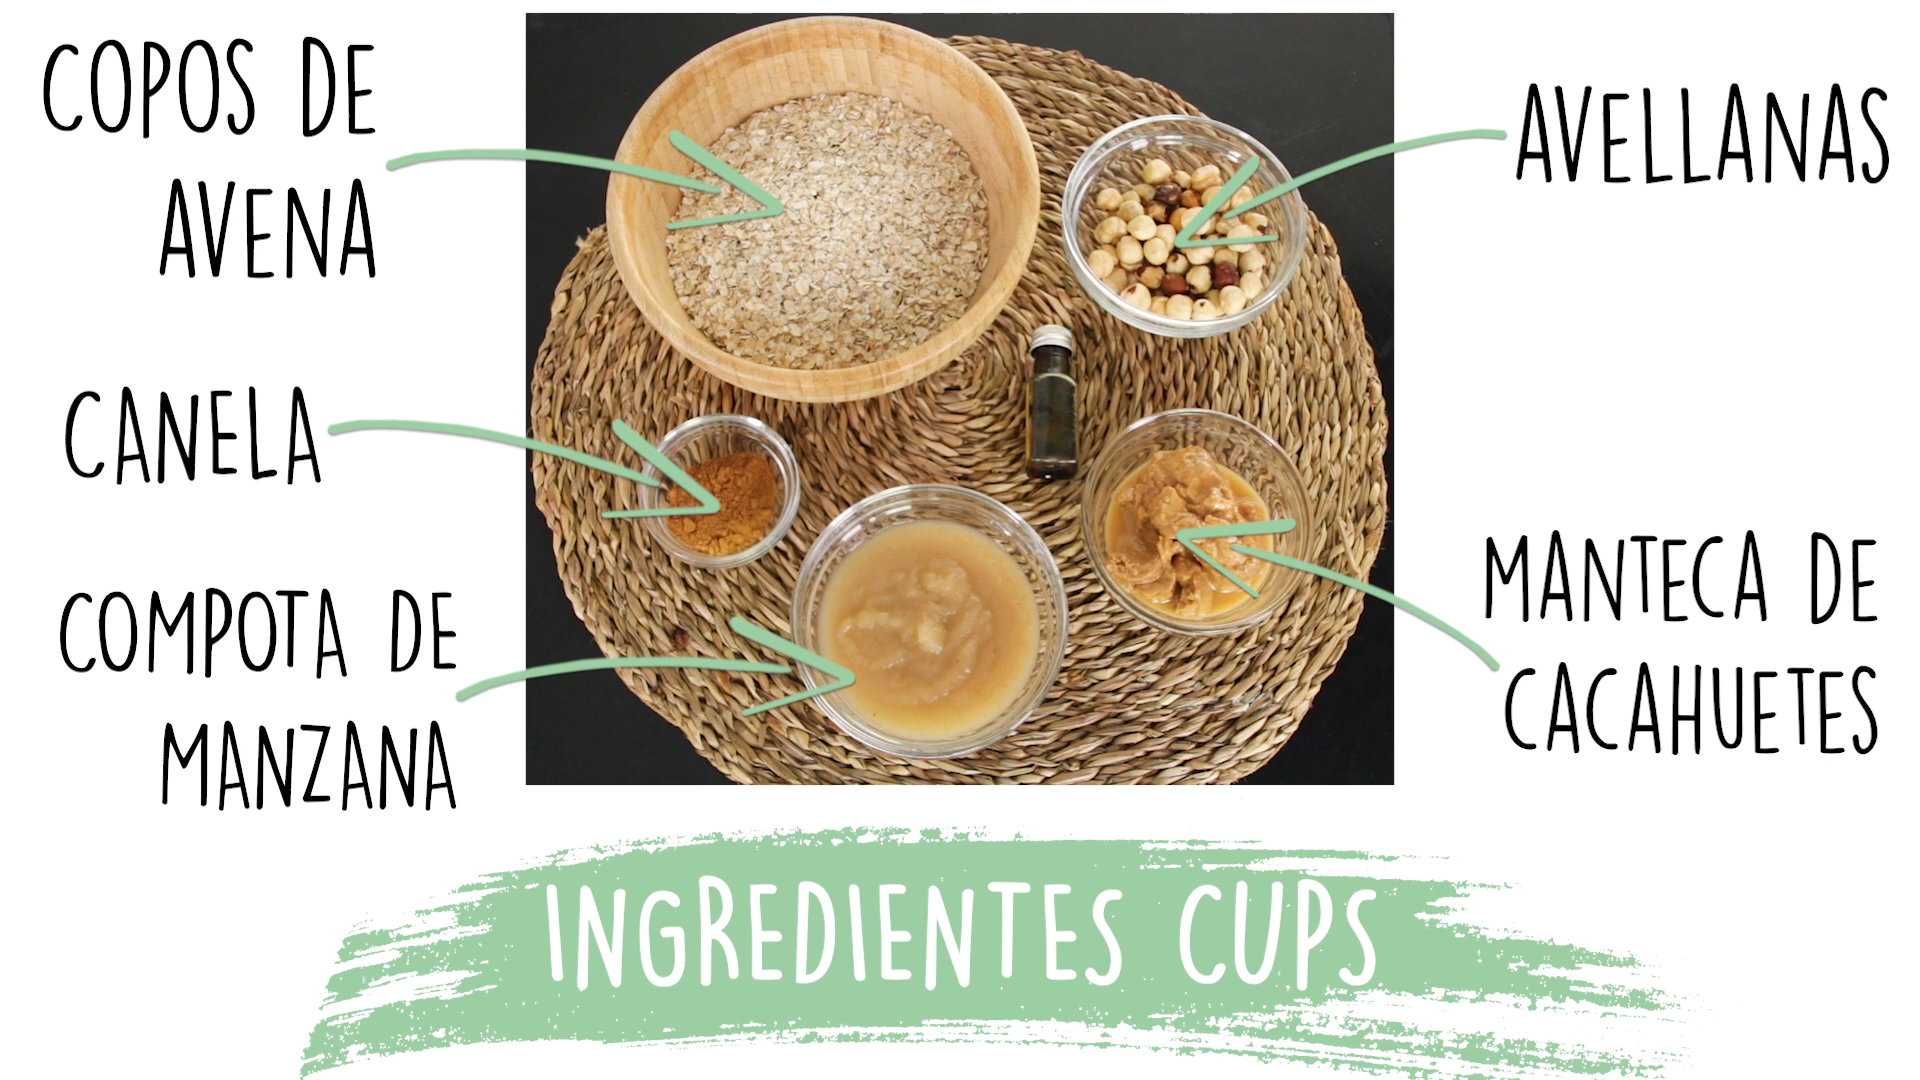 COPOS DE
AVENA
CANELA
COMPOTA DE
MANZANA
AVELLANAS
MANTECA DE
CACAHUETES
INGREDIENTES CUPS